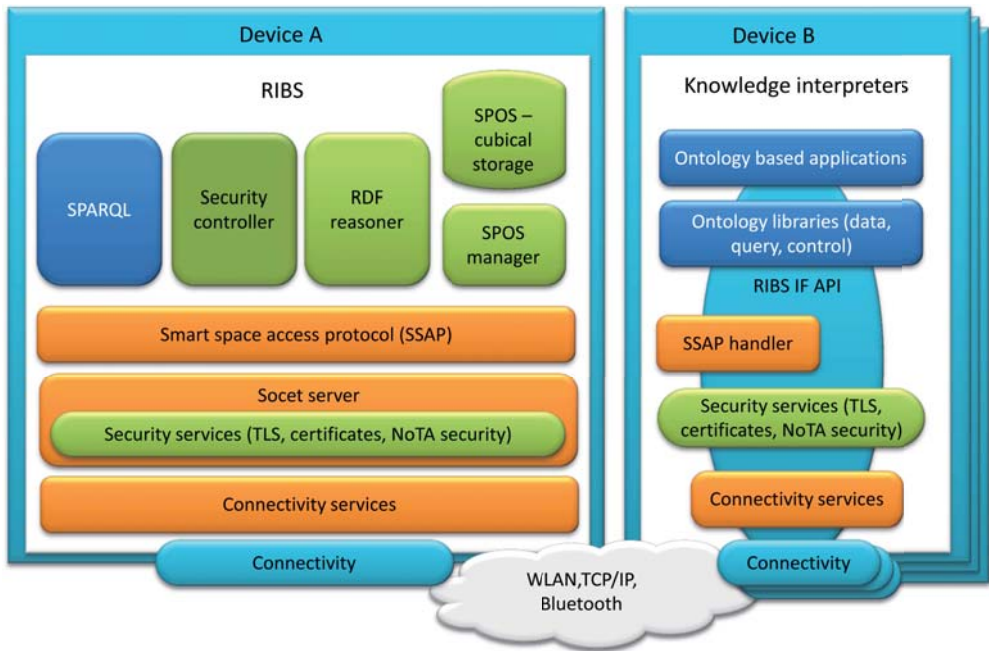 Device A
RIBS
SPARQL
Security
controller
RDF
reasoner
SPOS –
cubical
storage
SPOS
manager
Smart space access protocol (SSAP)
Socet server
Security services (TLS, certificates, NoTA security)
Connectivity services
Connectivity
WLAN,TCP/IP,
Bluetooth
Device B
Knowledge interpreters
Ontology based applications
Ontology libraries (data,
query, control)
RIBS IF API
SSAP handler
Security services (TLS,
certificates, NoTA security)
Connectivity services
Connectivity